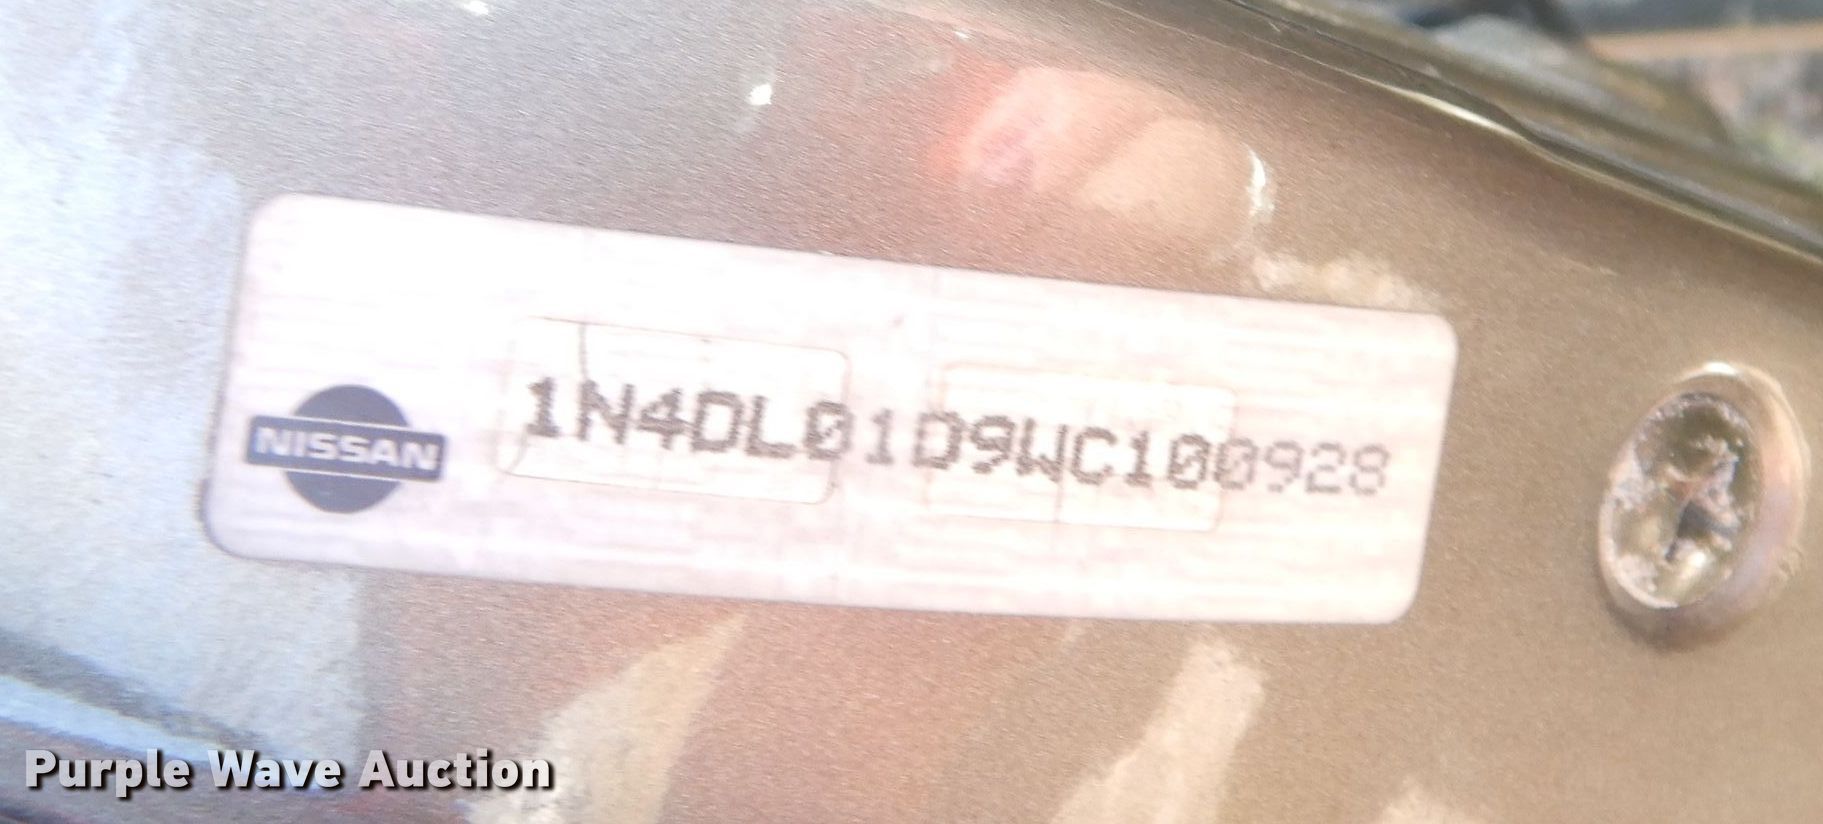 NISSAN
1N4DL01D9WC100928
Purple Wave Auction